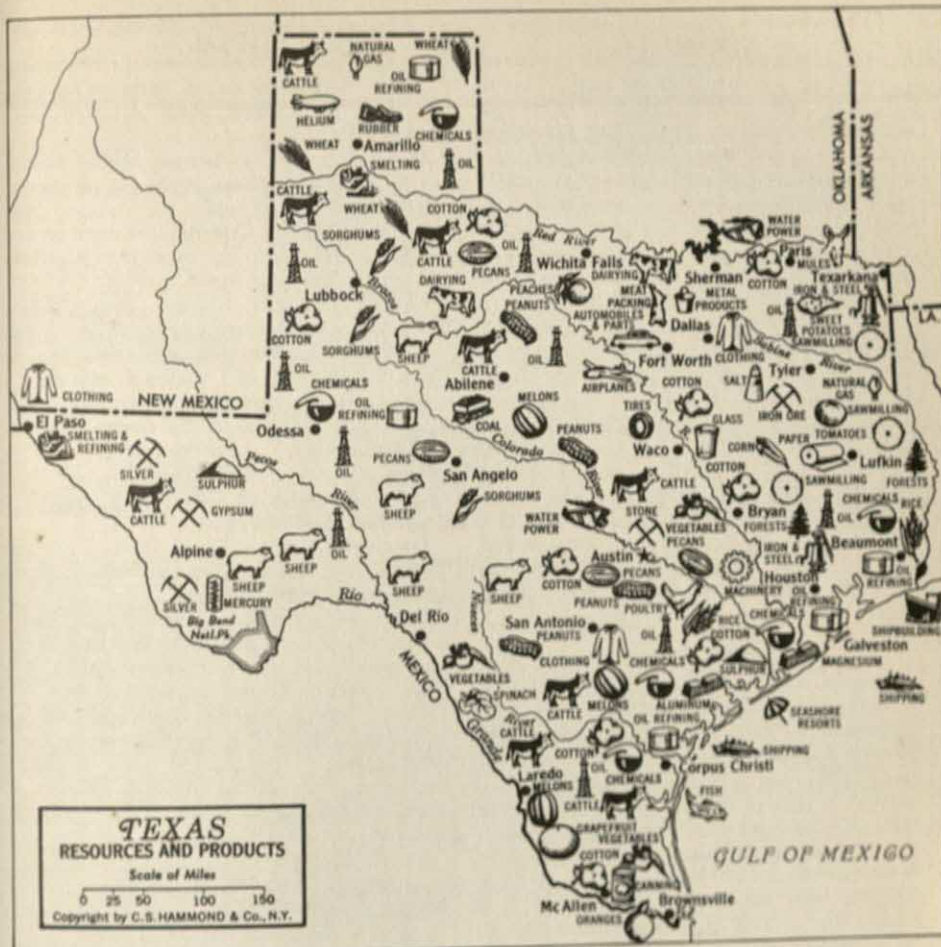 WHEAT
NATURAL
GAS
OIL
REFINING
CATTLE
HELIUM
RUBBER
CHEMICALS
WHEAT
Amarillo
SMELTING
OIL
OKLAHOMA
ARKANSAS
CATTLE
WHEAT
COTTON
WATER
POWER
SORGHUMS
CATTLE
PECANS
OIL
Red River
Wichita Falls
DAIRYING
Sherman
Paris
MULES
COTTON
Texarkana
IRON & STEEL
OIL
Lubbock
Brazos
DAIRYING
PEACHES
PEANUTS
MEAT
PACKING
METAL
PRODUCTS
AUTOMOBILES
& PARTS
Dallas
OIL
SWEET
POTATOES
SAWMILLING
LA.
COTTON
SORGHUMS
SHEEP
CATTLE
OIL
Fort Worth
CLOTHING
Sabine
River
Tyler
Abilene
AIRPLANES
COTTON
SALT
IRON ORE
NATURAL
GAS
SAWMILLING
CLOTHING
NEW MEXICO
OIL
CHEMICALS
OIL
REFINING
COAL
MELONS
TIRES
GLASS
TOMATOES
El Paso
SMELTING &
REFINING
Odessa
Colorado
PEANUTS
Waco
CORN
PAPER
Lufkin
SILVER
SULPHUR
Pecos
OIL
PECANS
San Angelo
River
COTTON
SAWMILLING
FORESTS
CATTLE
GYPSUM
River
SHEEP
SORGHUMS
CATTLE
Bryan
CHEMICALS
RICE
WATER
POWER
STONE
VEGETABLES
PECANS
FORESTS
OIL
Alpine
SHEEP
SHEEP
OIL
Austin
IRON &
STEEL
Beaumont
SILVER
MERCURY
SHEEP
SHEEP
COTTON
PECANS
MACHINERY
Houston
OIL
REFINING
OIL
REFINING
Big Bend
Natl. Pk.
Rio
Nueces
PEANUTS
POULTRY
RICE
CHEMICALS
SHIPBUILDING
Del Rio
San Antonio
PEANUTS
COTTON
Galveston
MEXICO
CLOTHING
OIL
CHEMICALS
SULPHUR
MAGNESIUM
VEGETABLES
SPINACH
CATTLE
MELONS
ALUMINUM
SHIPPING
SEASHORE
RESORTS
Grande
River
CATTLE
OIL REFINING
COTTON
SHIPPING
OIL
CHEMICALS
Corpus Christi
Laredo
MELONS
CATTLE
FISH
GRAPEFRUIT
VEGETABLES
GULF OF MEXICO
COTTON
CANNING
McAllen
Brownsville
ORANGES
TEXAS
RESOURCES AND PRODUCTS
Scale of Miles
0 25 50 100 150
Copyright by C.S. HAMMOND & Co., N.Y.